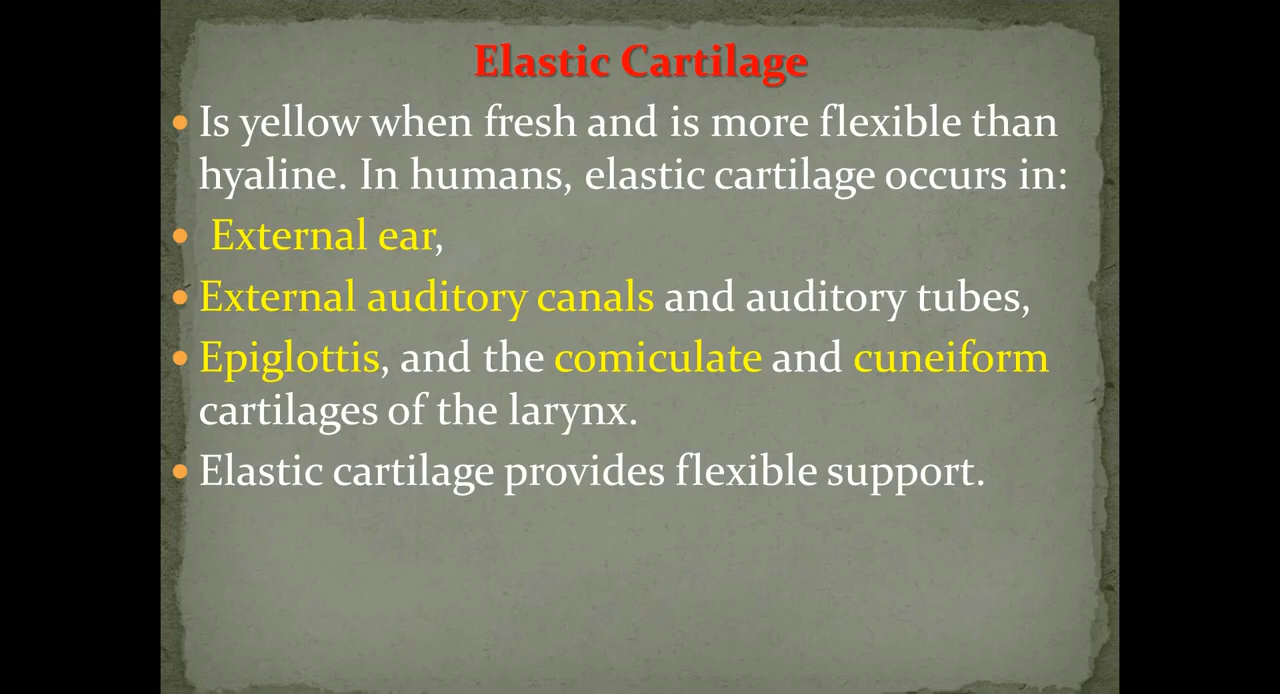 Elastic Cartilage
• Is yellow when fresh and is more flexible than
hyaline. In humans, elastic cartilage occurs in:
• External ear,
• External auditory canals and auditory tubes,
• Epiglottis, and the comiculate and cuneiform
cartilages of the larynx.
• Elastic cartilage provides flexible support.